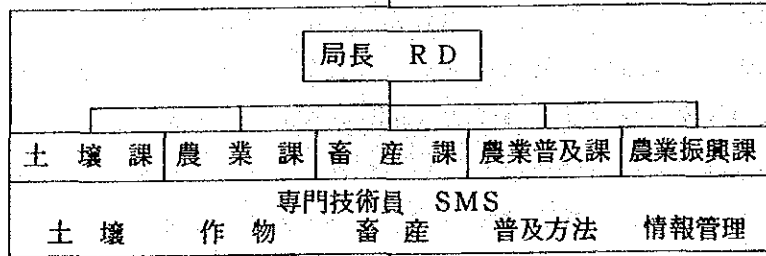 局長 RD
土壌課 農業課 畜産課 農業普及課 農業振興課
専門技術員 SMS
土壌 作物 畜産 普及方法 情報管理